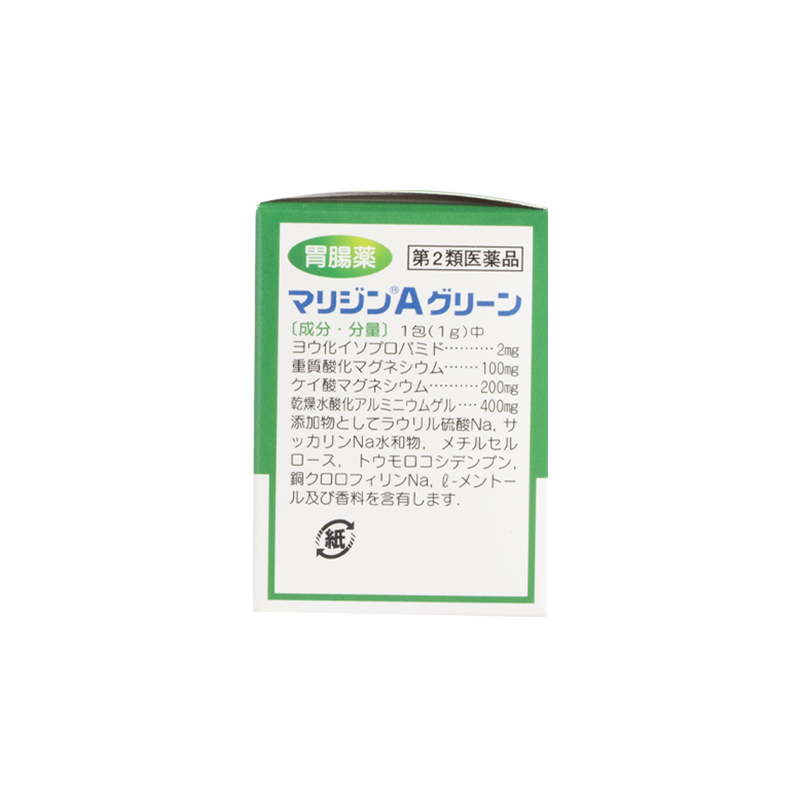 胃腸薬
第2類医薬品
マリジン®Aグリーン
〔成分・分量〕1包(1g)中
ヨウ化イソプロパミド………2mg
重質酸化マグネシウム……100mg
ケイ酸マグネシウム………200mg
乾燥水酸化アルミニウムゲル…400mg
添加物としてラウリル硫酸Na, サ
ッカリンNa水和物, メチルセル
ロース, トウモロコシデンプン,
銅クロロフィリンNa, ℓ-メントー
ル及び香料を含有します.
紙